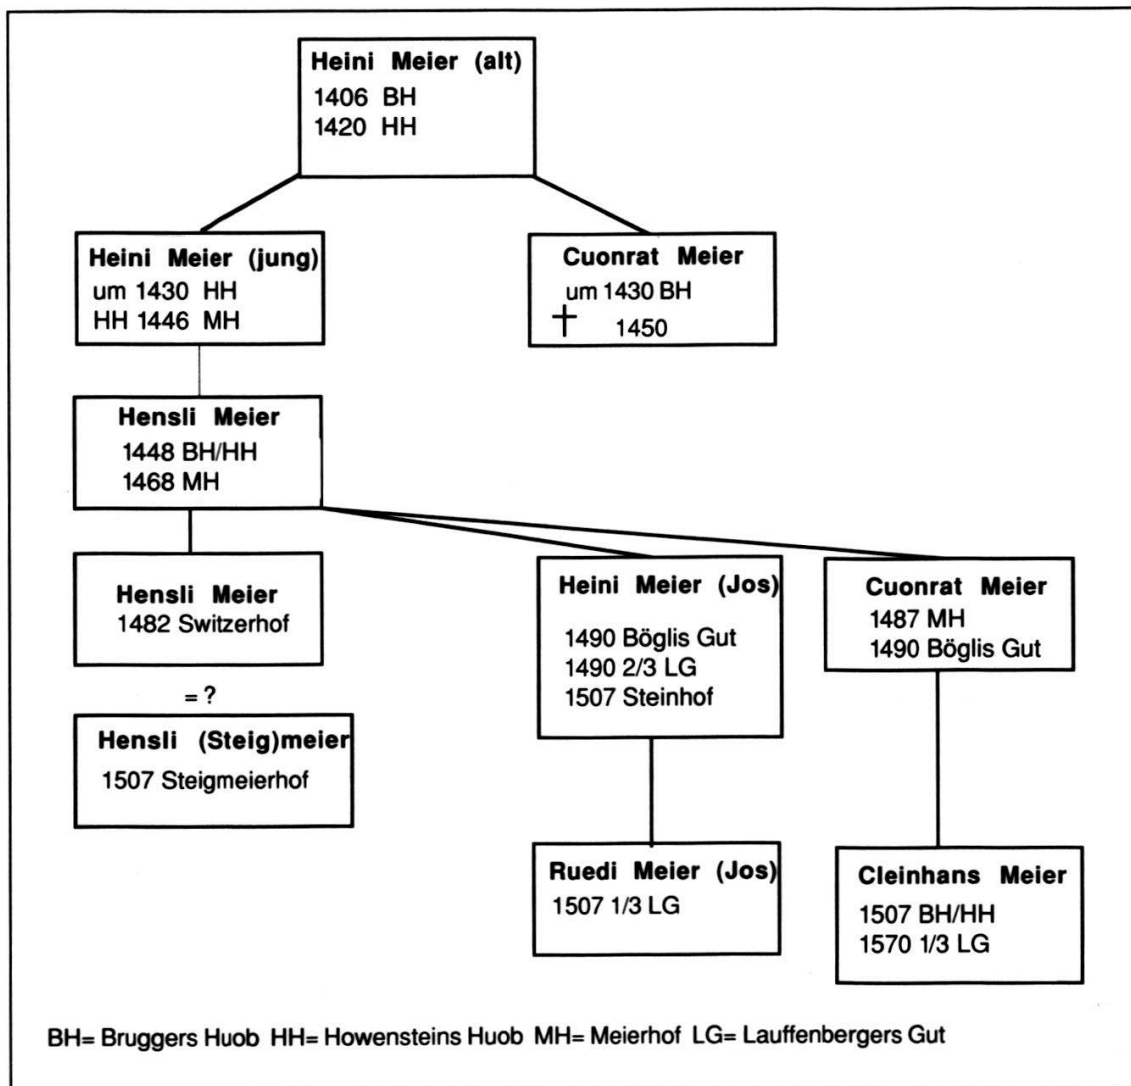 Heini Meier (alt)
1406 BH
1420 HH
Heini Meier (jung)
um 1430 HH
HH 1446 MH
Cuonrat Meier
um 1430 BH
† 1450
Hensli Meier
1448 BH/HH
1468 MH
Hensli Meier
1482 Switzerhof
Heini Meier (Jos)
1490 Böglis Gut
1490 2/3 LG
1507 Steinhof
Cuonrat Meier
1487 MH
1490 Böglis Gut
= ?
Hensli (Steig)meier
1507 Steigmeierhof
Ruedi Meier (Jos)
1507 1/3 LG
Cleinhans Meier
1507 BH/HH
1570 1/3 LG
BH= Bruggers Huob HH= Howensteins Huob MH= Meierhof LG= Lauffenbergers Gut